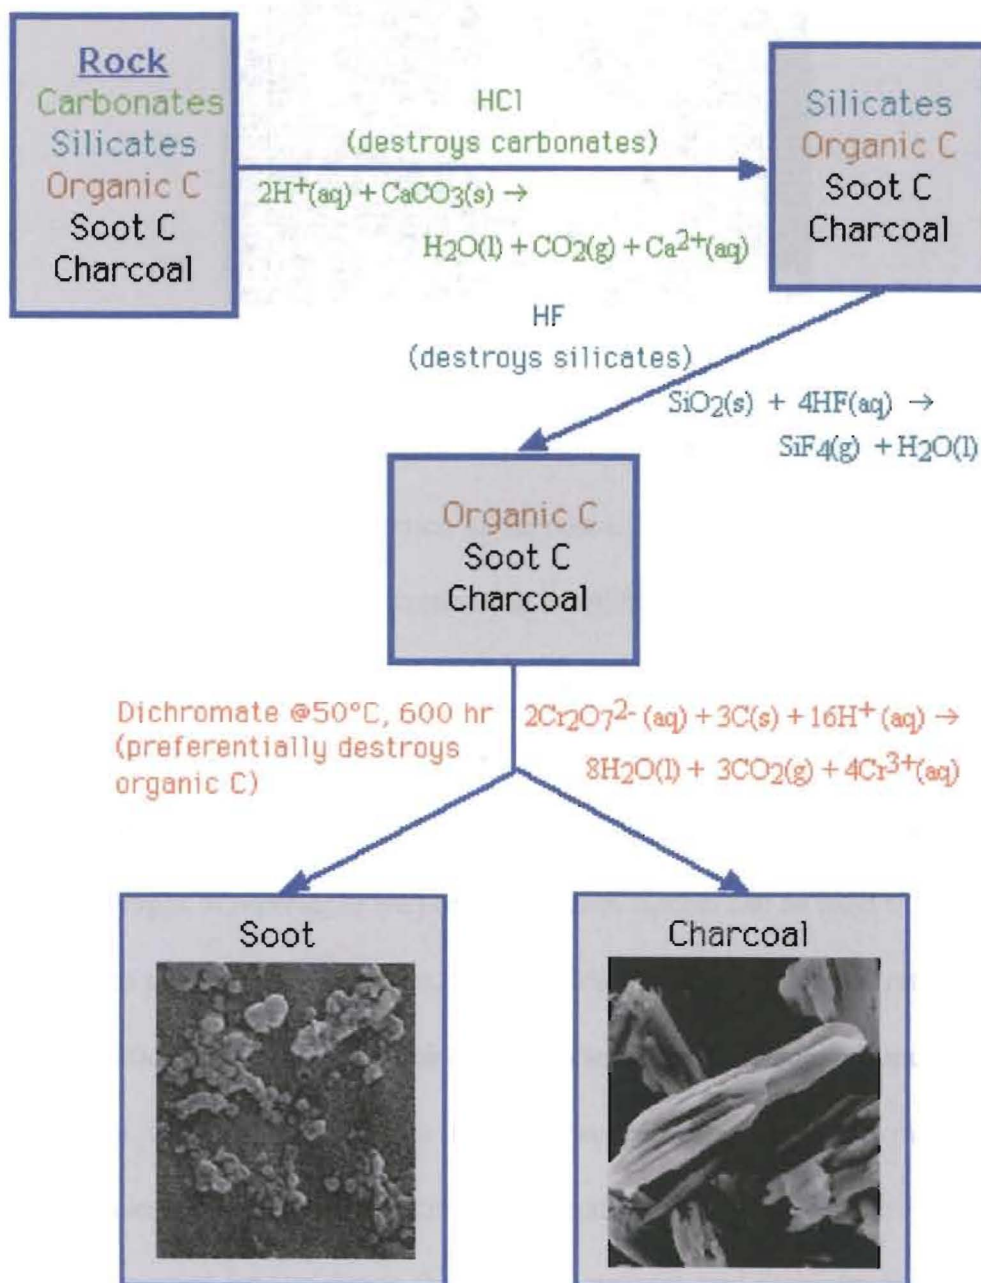 Rock
Carbonates
Silicates
Organic C
Soot C
Charcoal
HCl
(destroys carbonates)
2H⁺(aq) + CaCO₃(s) →
H₂O(l) + CO₂(g) + Ca²⁺(aq)
Silicates
Organic C
Soot C
Charcoal
HF
(destroys silicates)
SiO₂(s) + 4HF(aq) →
SiF₄(g) + H₂O(l)
Organic C
Soot C
Charcoal
Dichromate @50°C, 600 hr
(preferentially destroys
organic C)
2Cr₂O₇²⁻ (aq) + 3C(s) + 16H⁺ (aq) →
8H₂O(l) + 3CO₂(g) + 4Cr³⁺(aq)
Soot
Charcoal